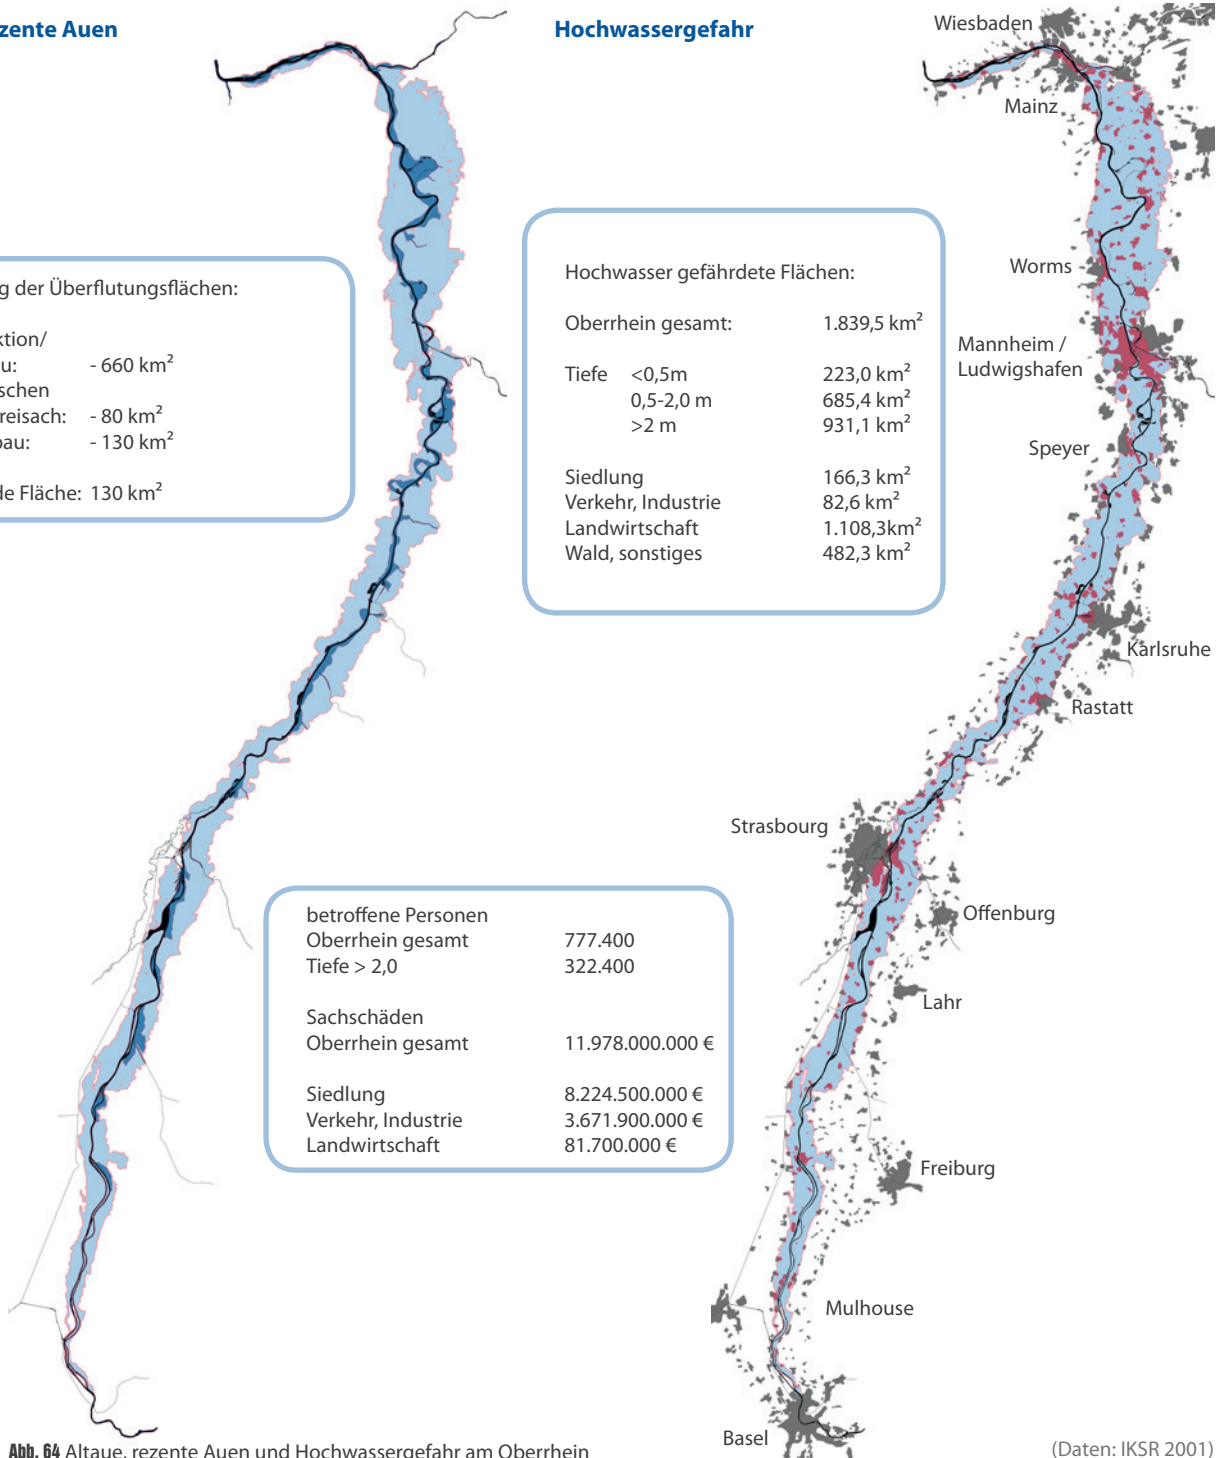 zente Auen
Hochwassergefahr
g der Überflutungsflächen:
ktion/
u: - 660 km²
schen
reisach: - 80 km²
bau: - 130 km²
de Fläche: 130 km²
Hochwasser gefährdete Flächen:
Oberrhein gesamt: 1.839,5 km²
Tiefe <0,5m 223,0 km²
0,5-2,0 m 685,4 km²
>2 m 931,1 km²
Siedlung 166,3 km²
Verkehr, Industrie 82,6 km²
Landwirtschaft 1.108,3km²
Wald, sonstiges 482,3 km²
betroffene Personen
Oberrhein gesamt 777.400
Tiefe > 2,0 322.400
Sachschäden
Oberrhein gesamt 11.978.000.000 €
Siedlung 8.224.500.000 €
Verkehr, Industrie 3.671.900.000 €
Landwirtschaft 81.700.000 €
Wiesbaden
Mainz
Worms
Mannheim /
Ludwigshafen
Speyer
Karlsruhe
Rastatt
Strasbourg
Offenburg
Lahr
Freiburg
Mulhouse
Basel
Abb. 64 Altaue, rezente Auen und Hochwassergefahr am Oberrhein
(Daten: IKSR 2001)